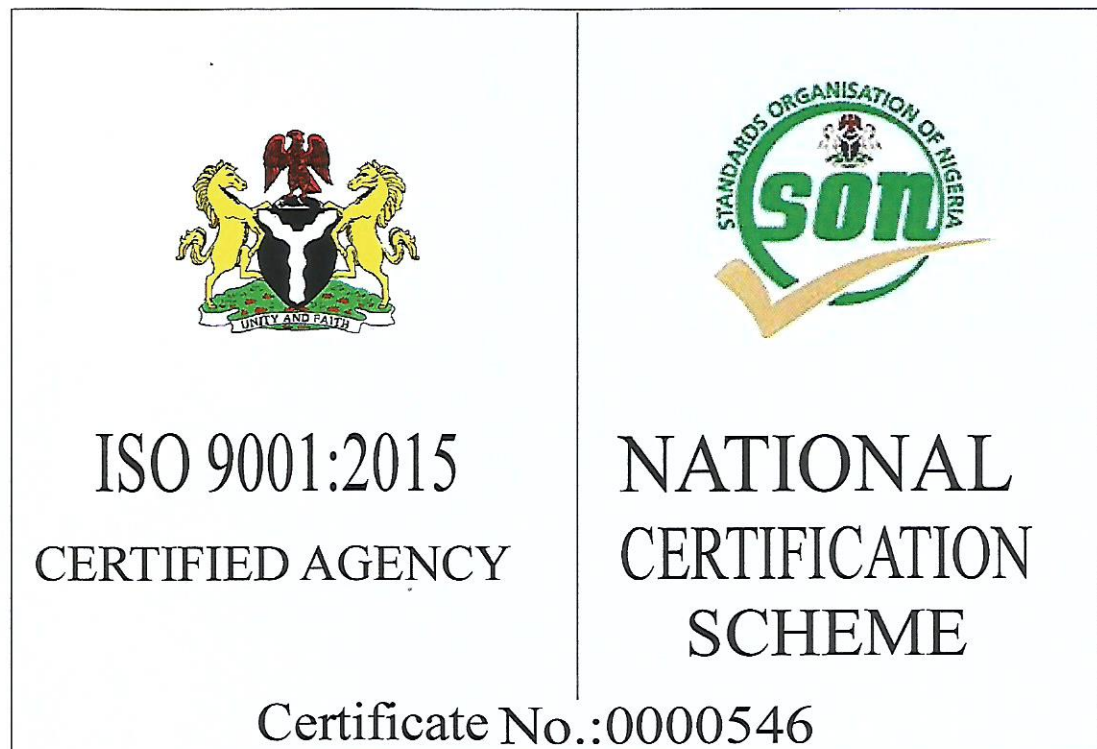 UNITY AND FAITH
ISO 9001:2015
CERTIFIED AGENCY
STANDARDS ORGANISATION OF NIGERIA
SON
NATIONAL
CERTIFICATION
SCHEME
Certificate No.:0000546